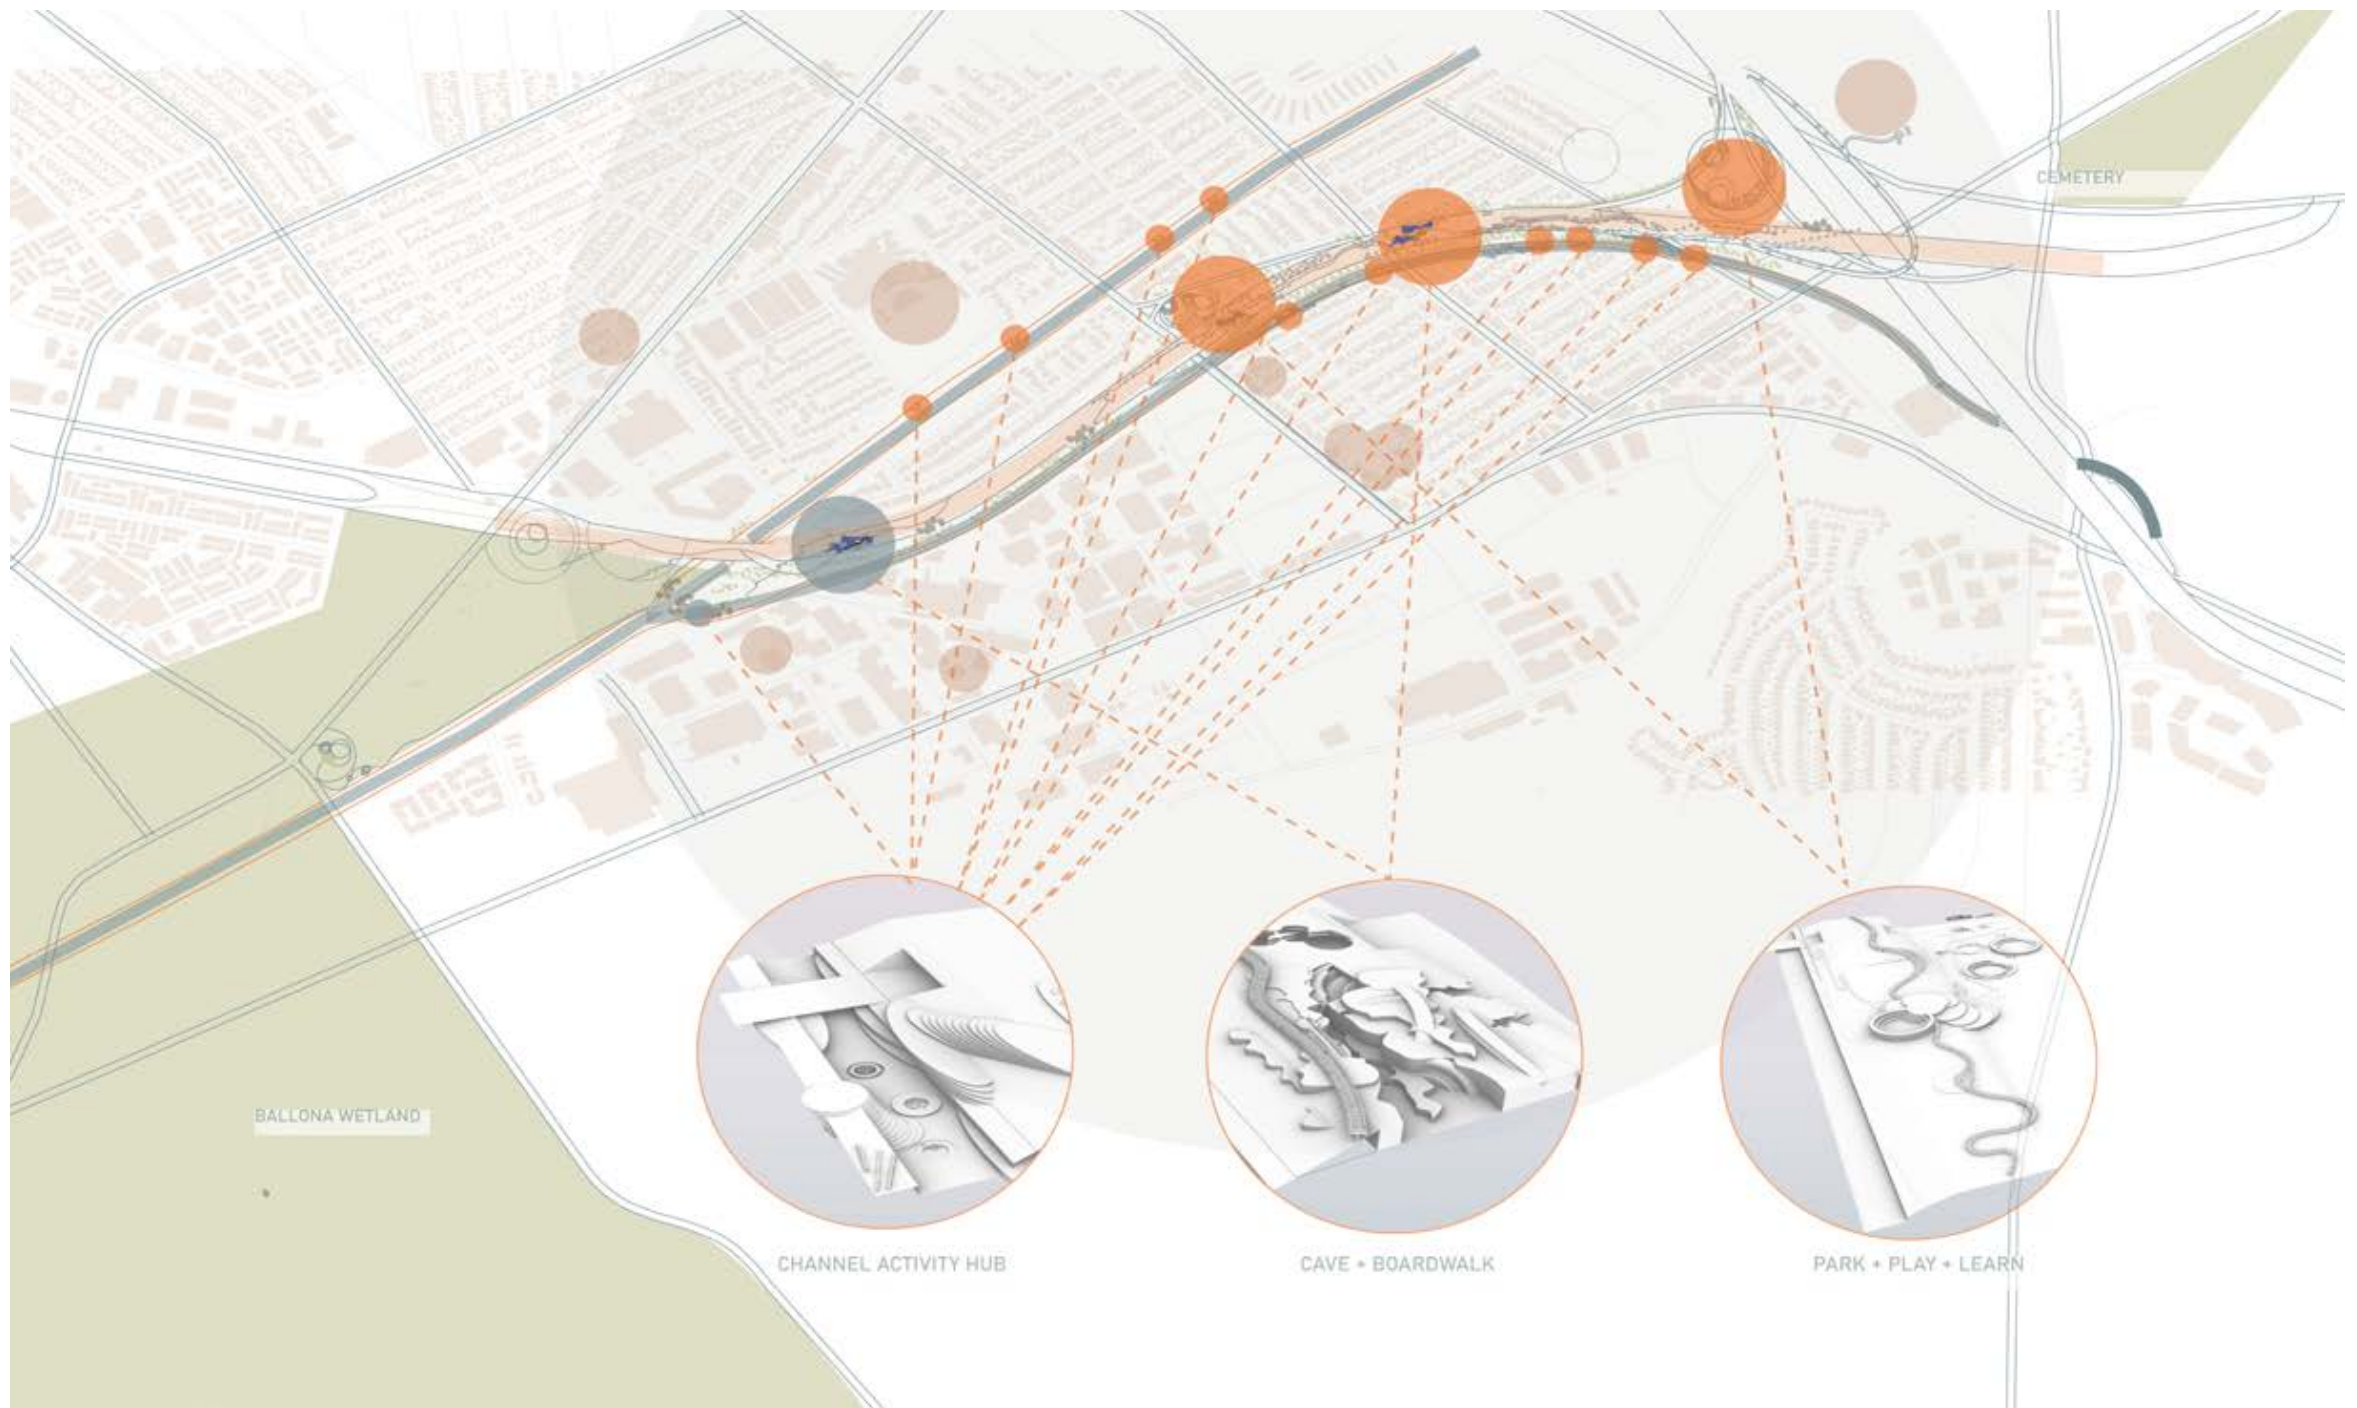 CEMETERY
BALLONA WETLAND
CHANNEL ACTIVITY HUB
CAVE + BOARDWALK
PARK + PLAY + LEARN